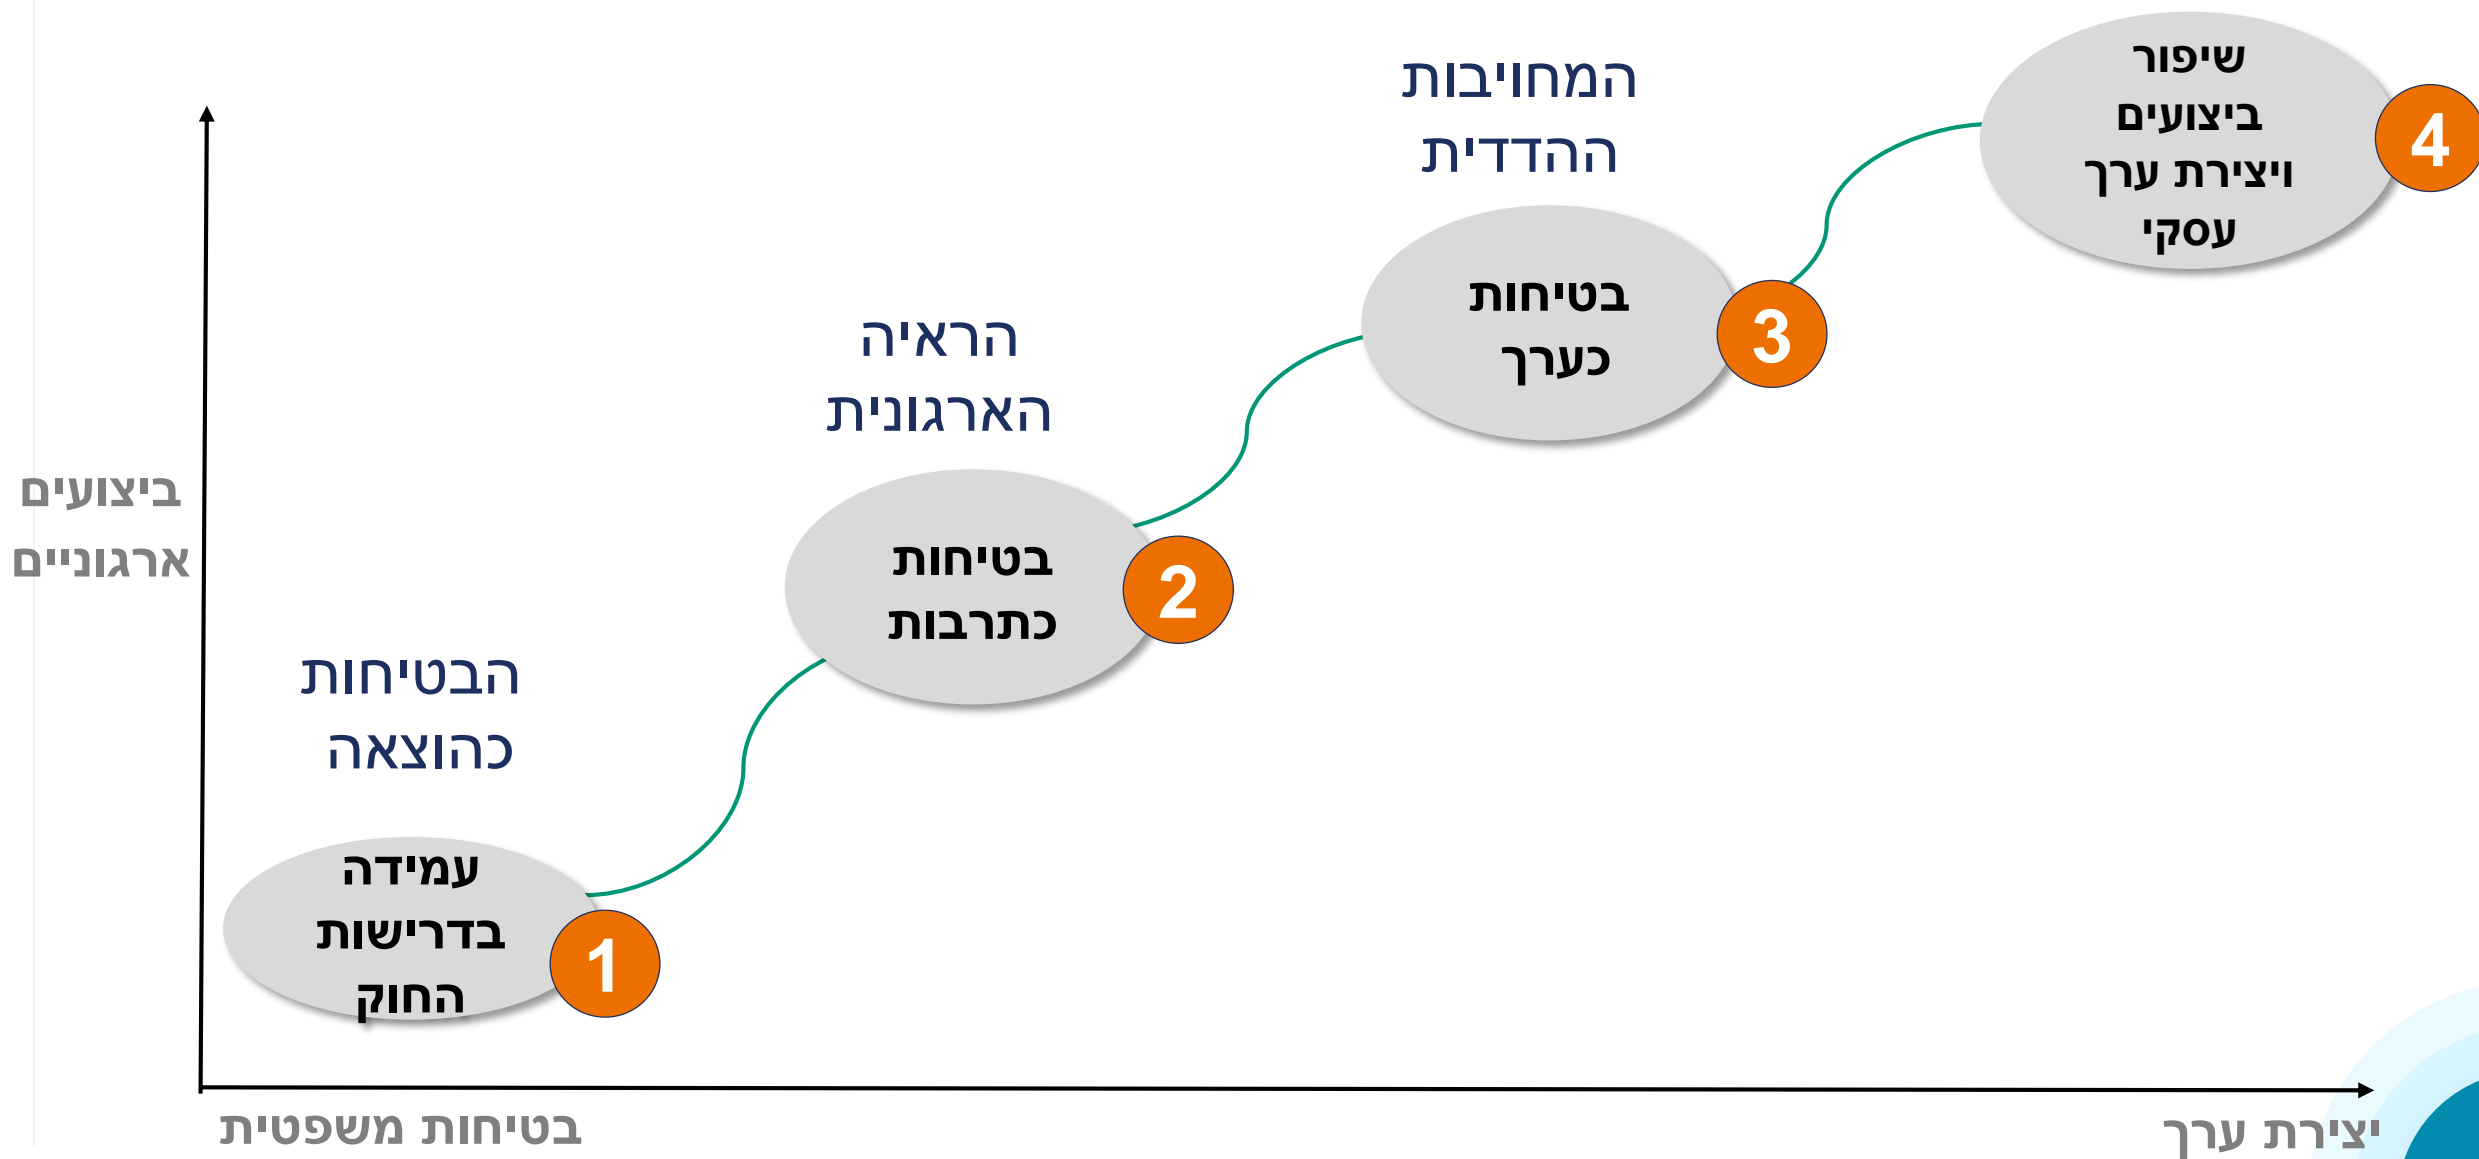 שיפור
ביצועים
ויצירת ערך
עסקי
4
המחויבות
ההדדית
בטיחות
כערך
3
הראיה
הארגונית
בטיחות
כתרבות
2
הבטיחות
כהוצאה
עמידה
בדרישות
החוק
1
ביצועים
ארגוניים
בטיחות משפטית
יצירת ערך